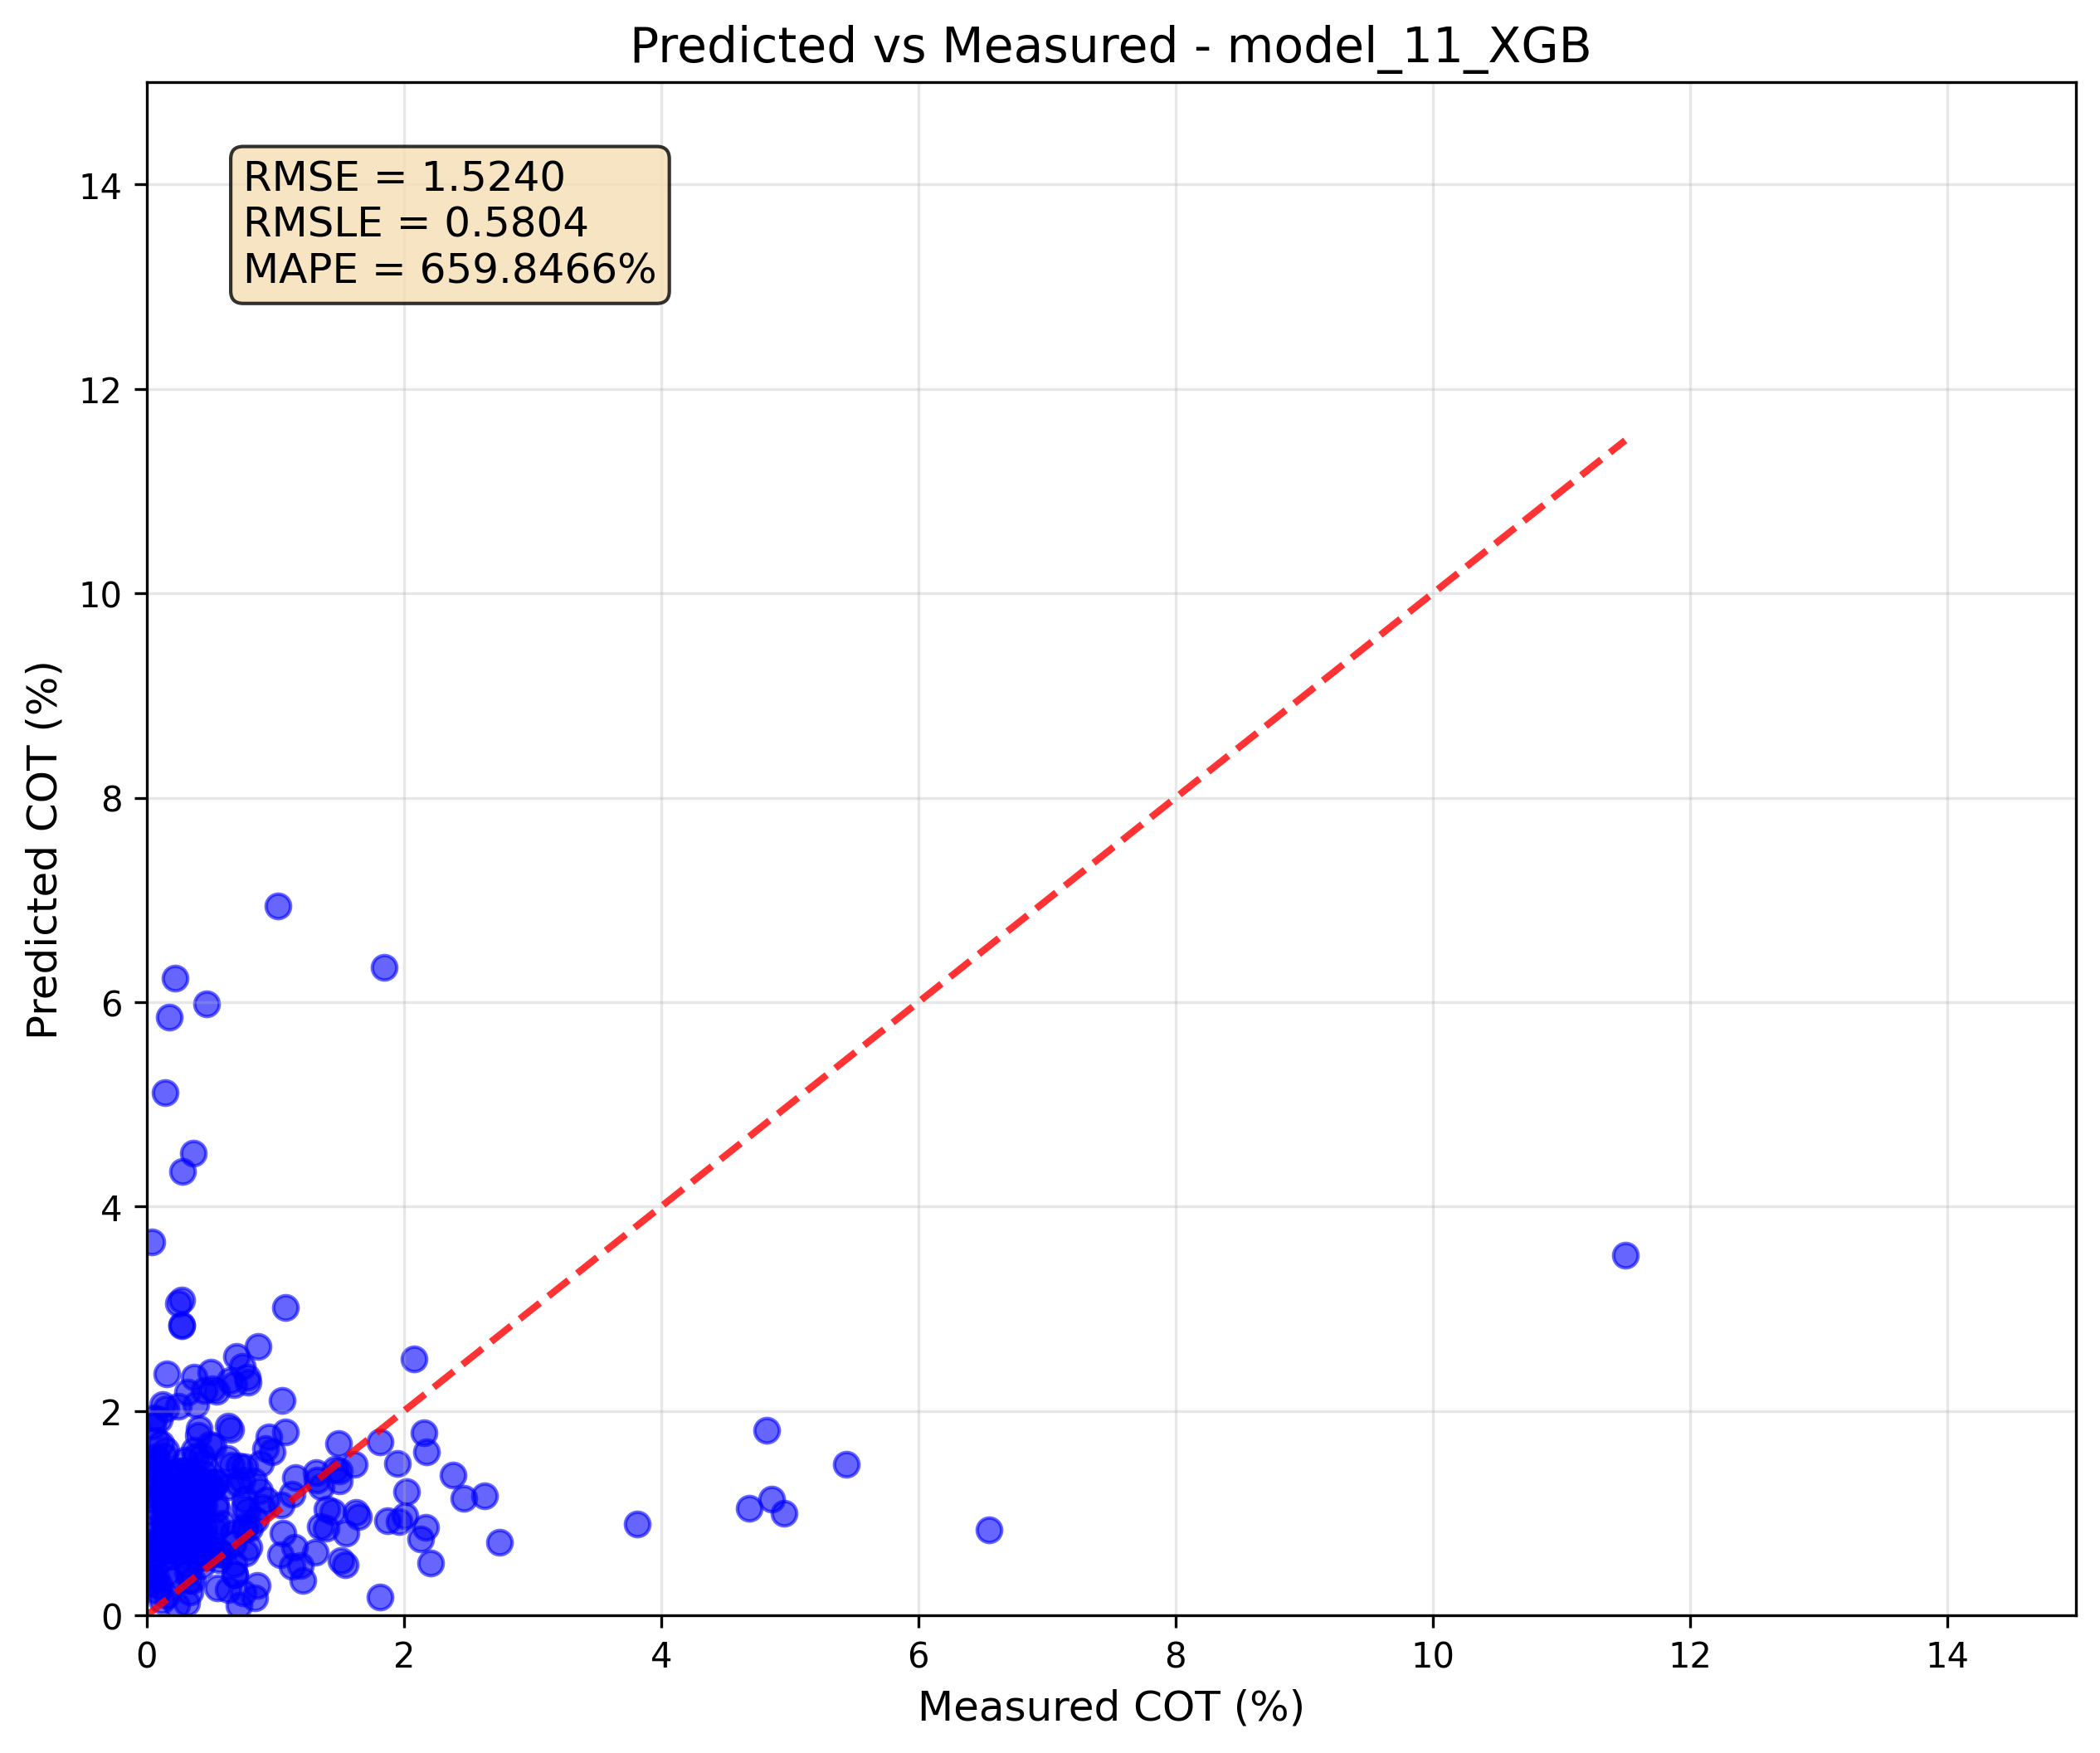 Predicted vs Measured - model_11_XGB
RMSE = 1.5240
RMSLE = 0.5804
MAPE = 659.8466%
Predicted COT (%)
14
12
10
8
6
4
2
0
0 2 4 6 8 10 12 14
Measured COT (%)